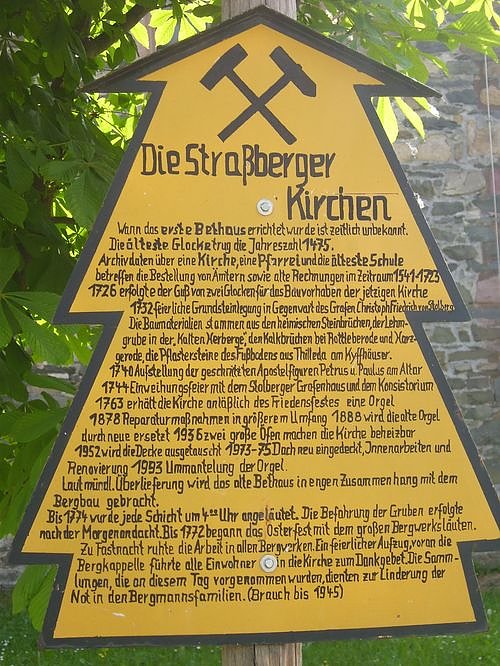 Die Straßberger
Kirchen
Wann das erste Bethaus errichtet wurde ist zeitlich unbekannt.
Die älteste Glocke trug die Jahreszahl 1475.
Archivdaten über eine Kirche, eine Pfarrei und die älteste Schule
betreffen die Bestellung von Ämtern sowie alte Rechnungen im Zeitraum 1541-1723
1726 erfolgte der Guß von zwei Glocken für das Bauvorhaben der jetzigen Kirche
1732 feierliche Grundsteinlegung in Gegenwart des Grafen Christoph Friedrich von Stolberg
Die Baumaterialien stammen aus den heimischen Steinbrüchen, der Lehm-
grube in der „Kalten Herberge", den Kalkbrüchen bei Rottleberode und Harz-
gerode, die Pflastersteine des Fußbodens aus Thilleda am Kyffhäuser.
1740 Aufstellung der geschnitzten Apostelfiguren Petrus u. Paulus am Altar
1744 Einweihungsfeier mit dem Stolberger Grafenhaus und dem Konsistorium
1763 erhält die Kirche anläßlich des Friedensfestes eine Orgel
1878 Reparaturmaßnahmen in größerem Umfang 1888 wird die alte Orgel
durch neue ersetzt 1936 zwei große Öfen machen die Kirche beheizbar
1952 wird die Decke ausgetauscht 1973-75 Dach neu eingedeckt, Innenarbeiten und
Renovierung 1993 Ummantelung der Orgel.
Laut mündl. Überlieferung wird das alte Bethaus in engen Zusammenhang mit dem
Bergbau gebracht.
Bis 1774 wurde jede Schicht um 4⁰⁰ Uhr angeläutet. Die Befahrung der Gruben erfolgte
nach der Morgenandacht. Bis 1772 begann das Osterfest mit dem großen Bergwerksläuten.
Zu Fastnacht ruhte die Arbeit in allen Bergwerken. Ein feierlicher Aufzug, voran die
Bergkappelle führte alle Einwohner in die Kirche zum Dankgebet. Die Samm-
lungen, die an diesem Tag vorgenommen wurden, dienten zur Linderung der
Not in den Bergmannsfamilien. (Brauch bis 1945)